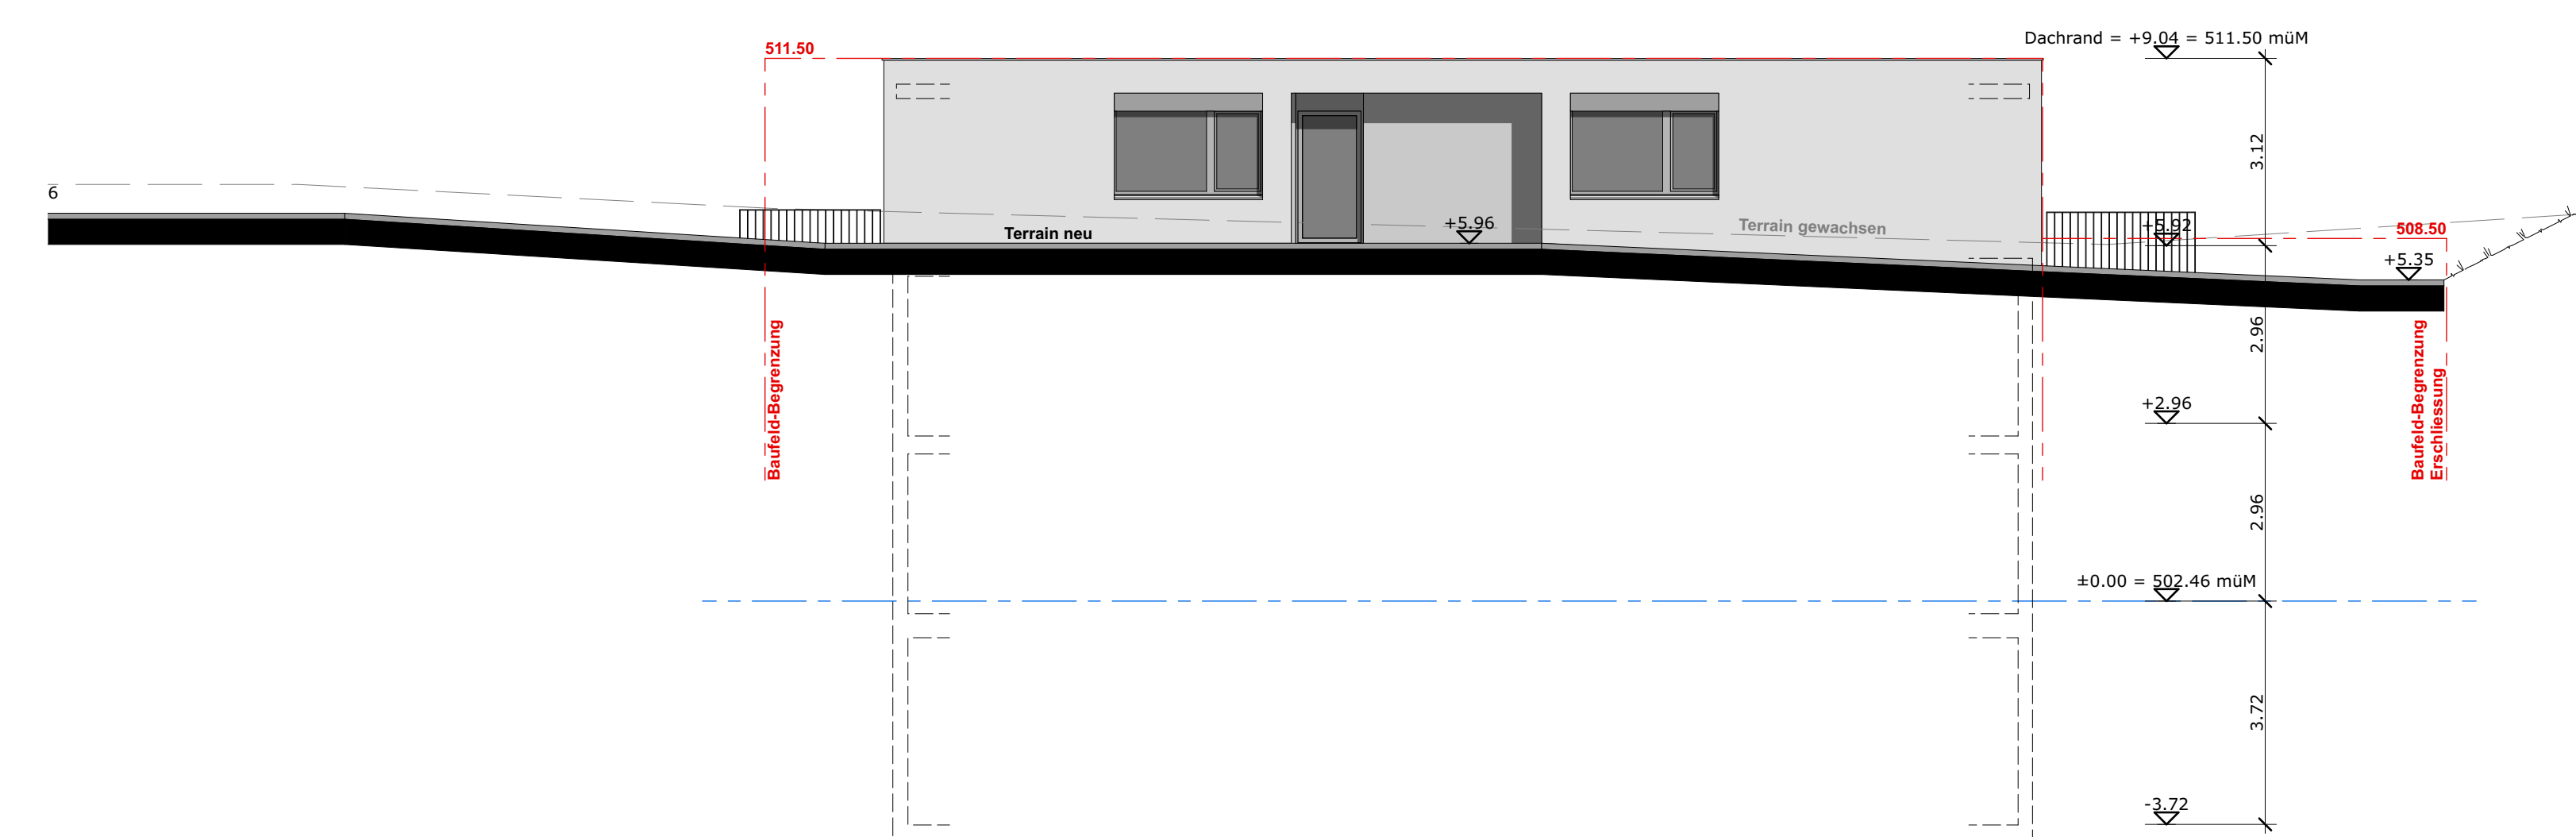 Dachrand = +9.04 = 511.50 müM
511.50
3.12
6
+5.96
Terrain neu
Terrain gewachsen
+5.92
508.50
+5.35
2.96
Baufeld-Begrenzung
Baufeld-Begrenzung
Erschliessung
+2.96
2.96
±0.00 = 502.46 müM
3.72
-3.72